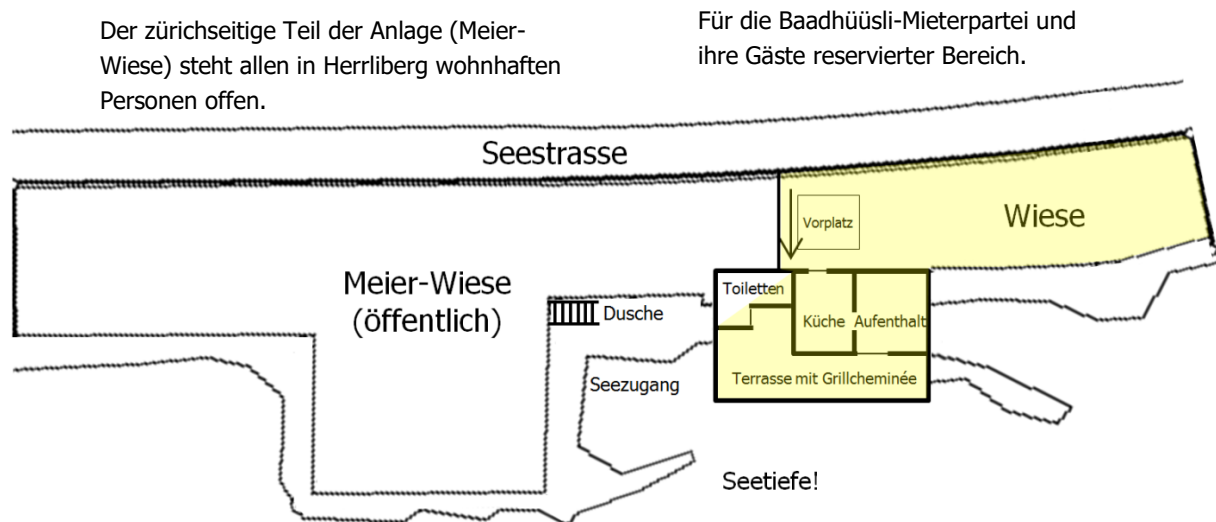 Der zürichseitige Teil der Anlage (Meier-
Wiese) steht allen in Herrliberg wohnhaften
Personen offen.
Für die Baadhüüsli-Mieterpartei und
ihre Gäste reservierter Bereich.
Seestrasse
Vorplatz
Wiese
Meier-Wiese
(öffentlich)
Toiletten
Dusche
Küche
Aufenthalt
Seezugang
Terrasse mit Grillcheminée
Seetiefe!